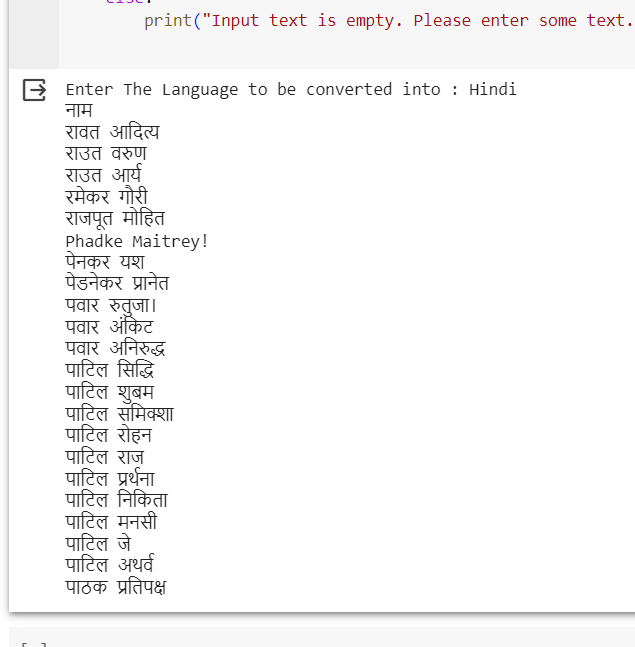 else:
print("Input text is empty. Please enter some text.
Enter The Language to be converted into : Hindi
नाम
रावत आदित्य
राउत वरुण
राउत आर्य
रमेकर गौरी
राजपूत मोहित
Phadke Maitrey!
पेनकर यश
पेडनेकर प्रानेत
पवार रुतुजा।
पवार अंकिट
पवार अनिरुद्ध
पाटिल सिद्धि
पाटिल शुबम
पाटिल समिक्शा
पाटिल रोहन
पाटिल राज
पाटिल प्रर्थना
पाटिल निकिता
पाटिल मनसी
पाटिल जे
पाटिल अथर्व
पाठक प्रतिपक्ष
[ ]